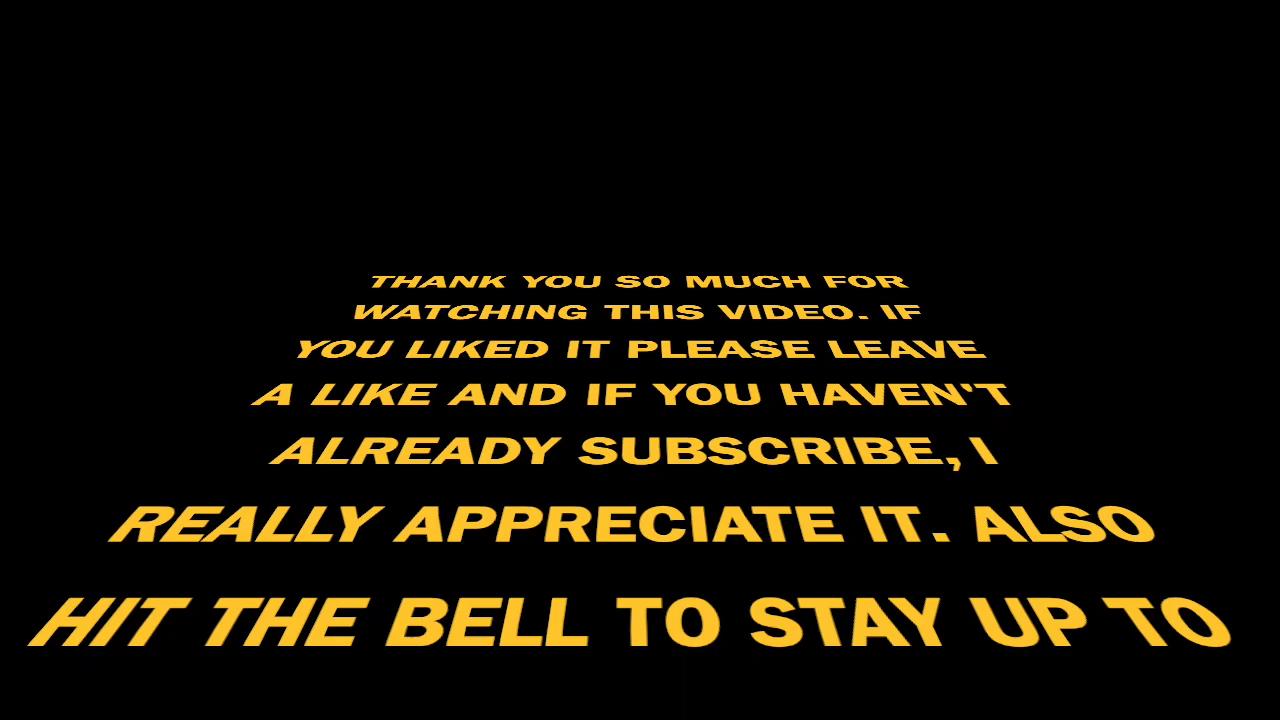 THANK YOU SO MUCH FOR
WATCHING THIS VIDEO. IF
YOU LIKED IT PLEASE LEAVE
A LIKE AND IF YOU HAVEN'T
ALREADY SUBSCRIBE, I
REALLY APPRECIATE IT. ALSO
HIT THE BELL TO STAY UP TO